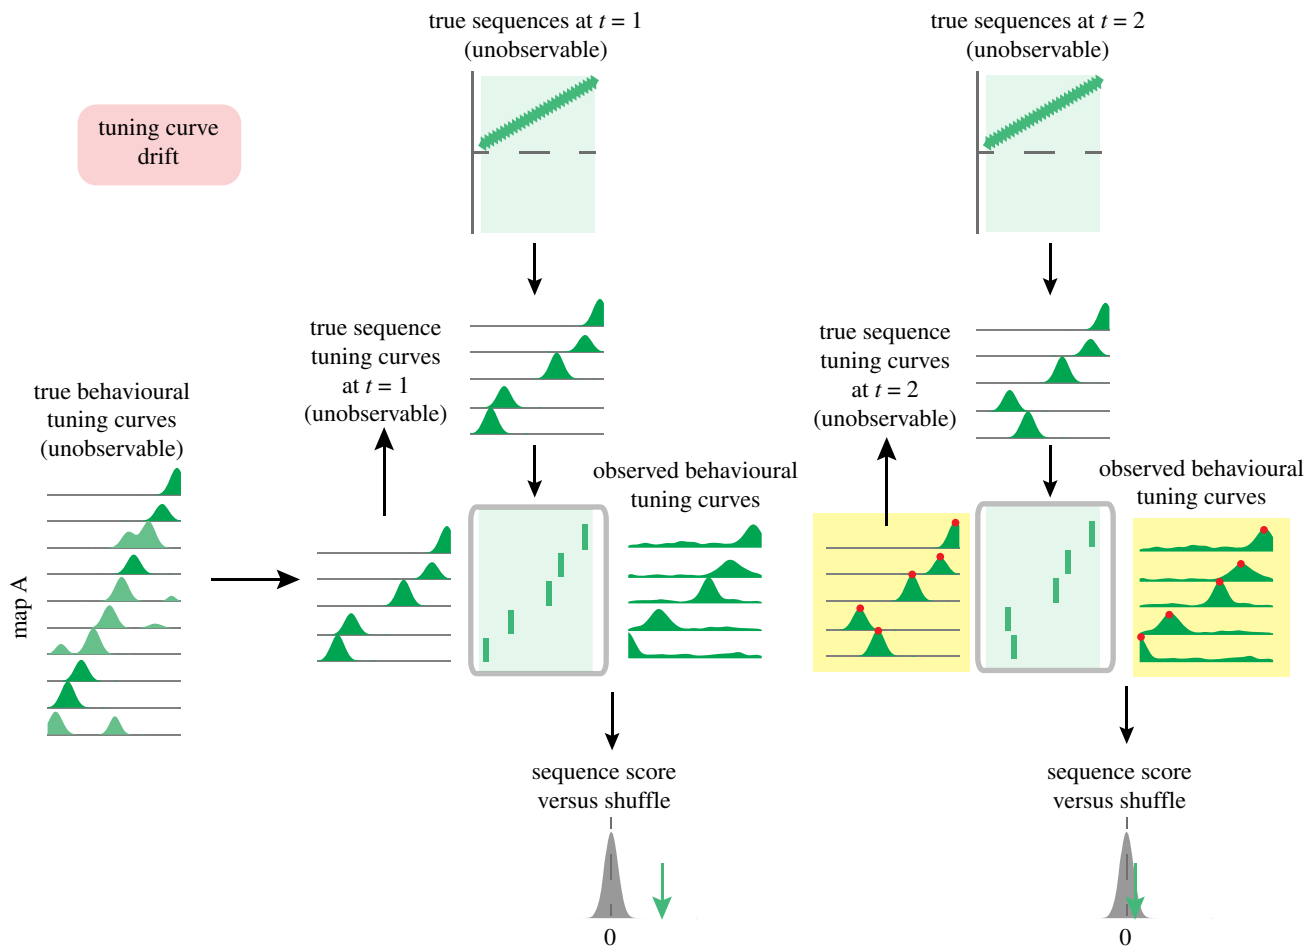 true sequences at t = 1
(unobservable)
true sequences at t = 2
(unobservable)
tuning curve
drift
true sequence
tuning curves
at t = 1
(unobservable)
true sequence
tuning curves
at t = 2
(unobservable)
true behavioural
tuning curves
(unobservable)
observed behavioural
tuning curves
observed behavioural
tuning curves
map A
sequence score
versus shuffle
sequence score
versus shuffle
0
0